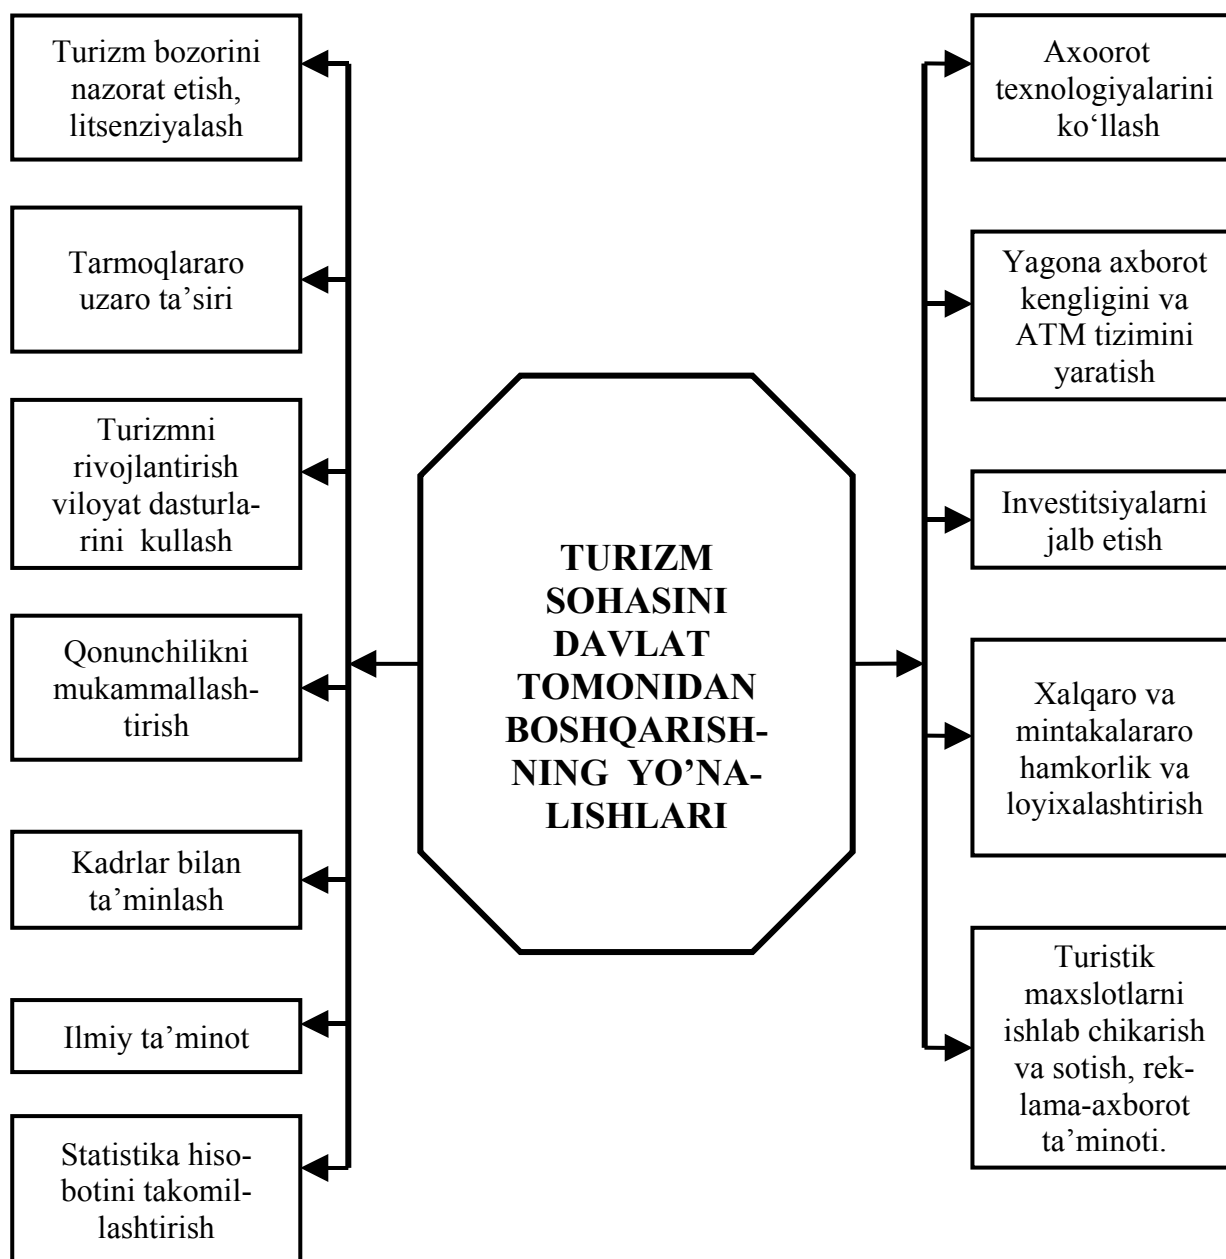 Turizm bozorini
nazorat etish,
litsenziyalash
Tarmoqlararo
uzaro ta’siri
Turizmni
rivojlantirish
viloyat dasturla-
rini kullash
Qonunchilikni
mukammallash-
tirish
Kadrlar bilan
ta’minlash
Ilmiy ta’minot
Statistika hiso-
botini takomil-
lashtirish
TURIZM
SOHASINI
DAVLAT
TOMONIDAN
BOSHQARISH-
NING YO’NA-
LISHLARI
Axoorot
texnologiyalarini
ko‘llash
Yagona axborot
kengligini va
ATM tizimini
yaratish
Investitsiyalarni
jalb etish
Xalqaro va
mintakalararo
hamkorlik va
loyixalashtirish
Turistik
maxslotlarni
ishlab chikarish
va sotish, rek-
lama-axborot
ta’minoti.